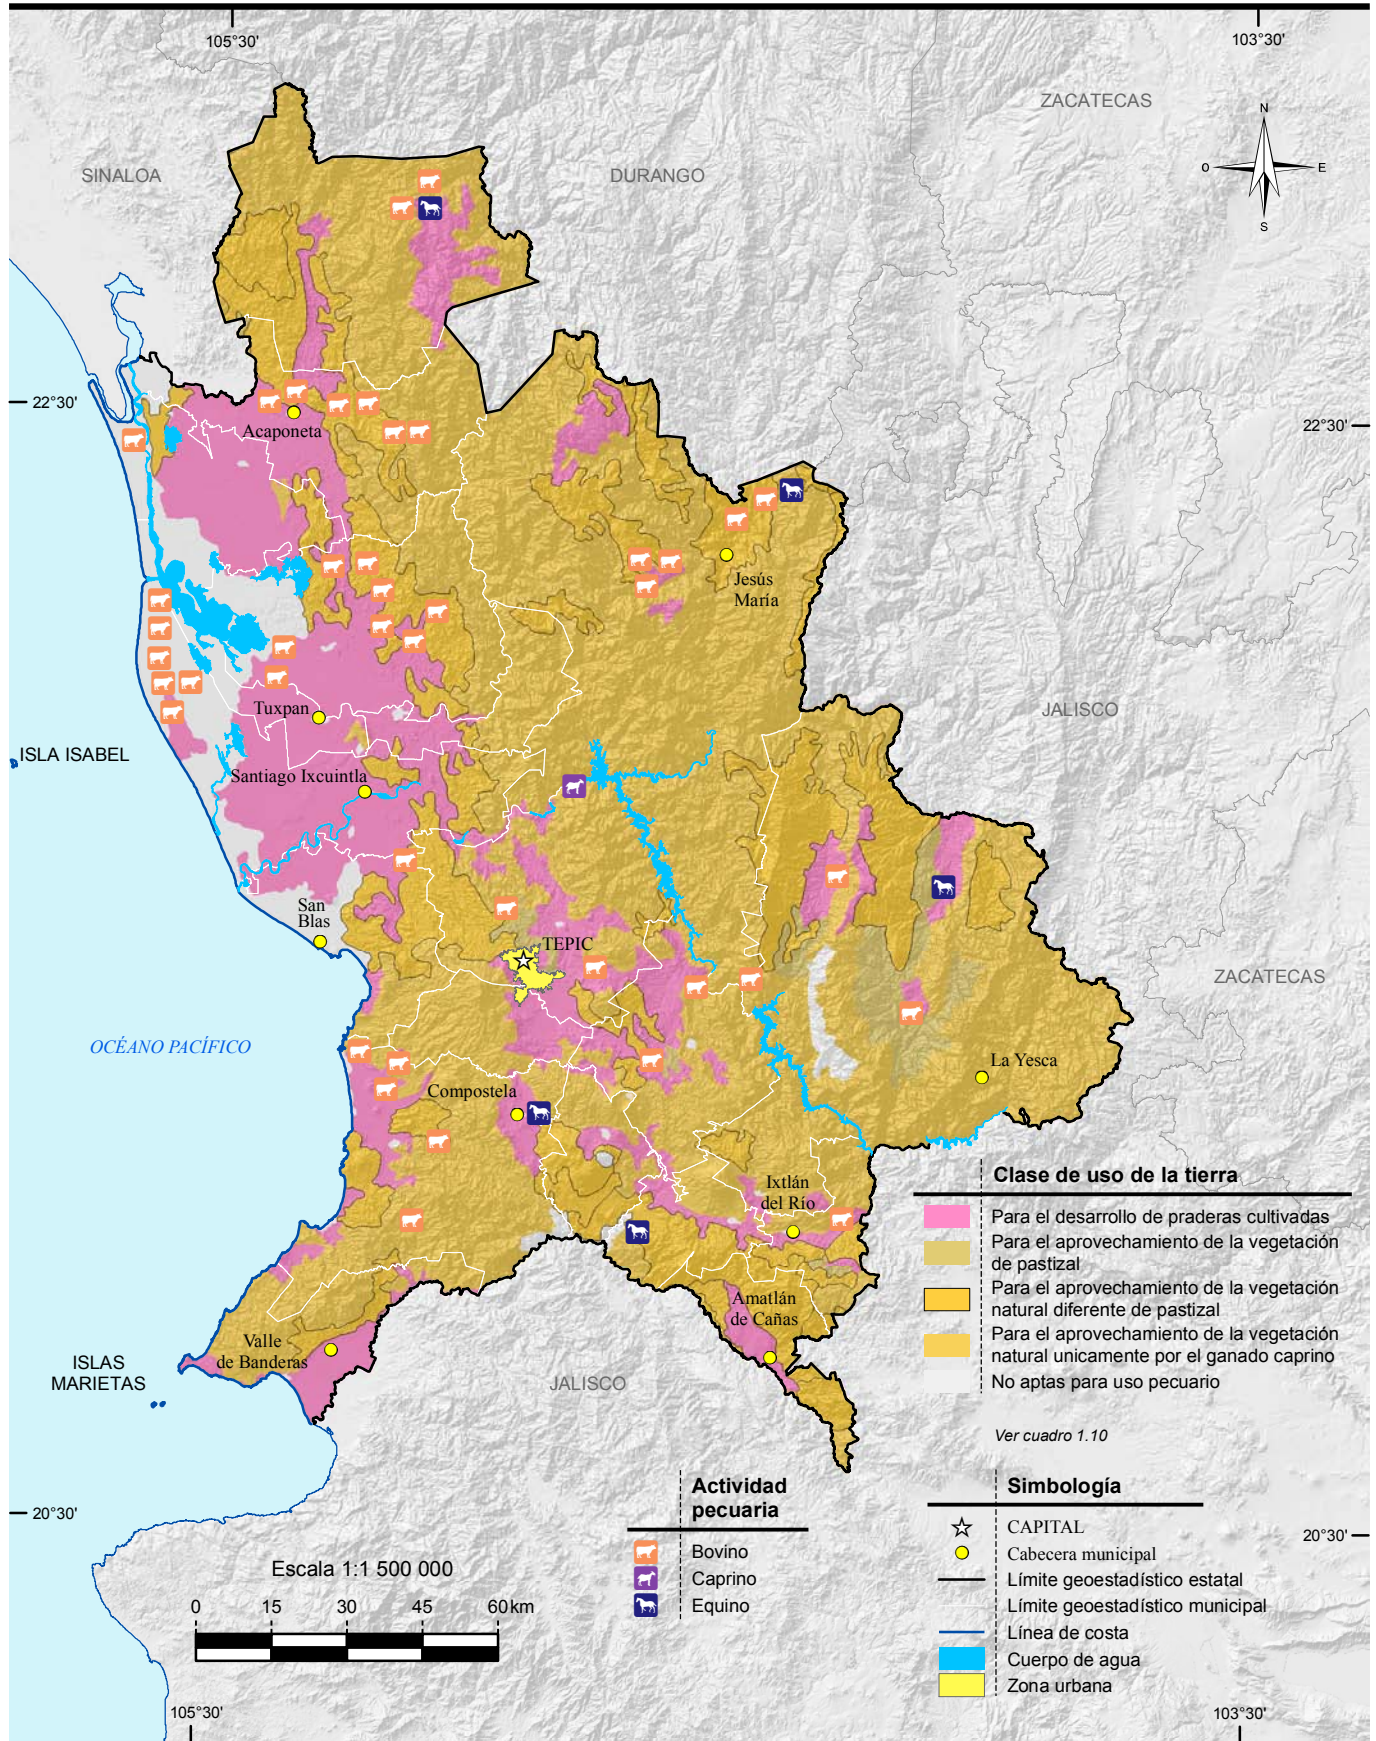 105°30'
103°30'
ZACATECAS
N
O
E
S
SINALOA
DURANGO
22°30'
22°30'
Acaponeta
Jesús
María
Tuxpan
JALISCO
ISLA ISABEL
Santiago Ixcuintla
San
Blas
TEPIC
ZACATECAS
OCÉANO PACÍFICO
La Yesca
Compostela
Ixtlán
del Río
Amatlán
de Cañas
Valle
de Banderas
ISLAS
MARIETAS
JALISCO
Clase de uso de la tierra
Para el desarrollo de praderas cultivadas
Para el aprovechamiento de la vegetación
de pastizal
Para el aprovechamiento de la vegetación
natural diferente de pastizal
Para el aprovechamiento de la vegetación
natural unicamente por el ganado caprino
No aptas para uso pecuario
Ver cuadro 1.10
Actividad
pecuaria
Bovino
Caprino
Equino
Simbología
CAPITAL
Cabecera municipal
Límite geoestadístico estatal
Límite geoestadístico municipal
Línea de costa
Cuerpo de agua
Zona urbana
20°30'
20°30'
Escala 1:1 500 000
0 15 30 45 60 km
105°30'
103°30'